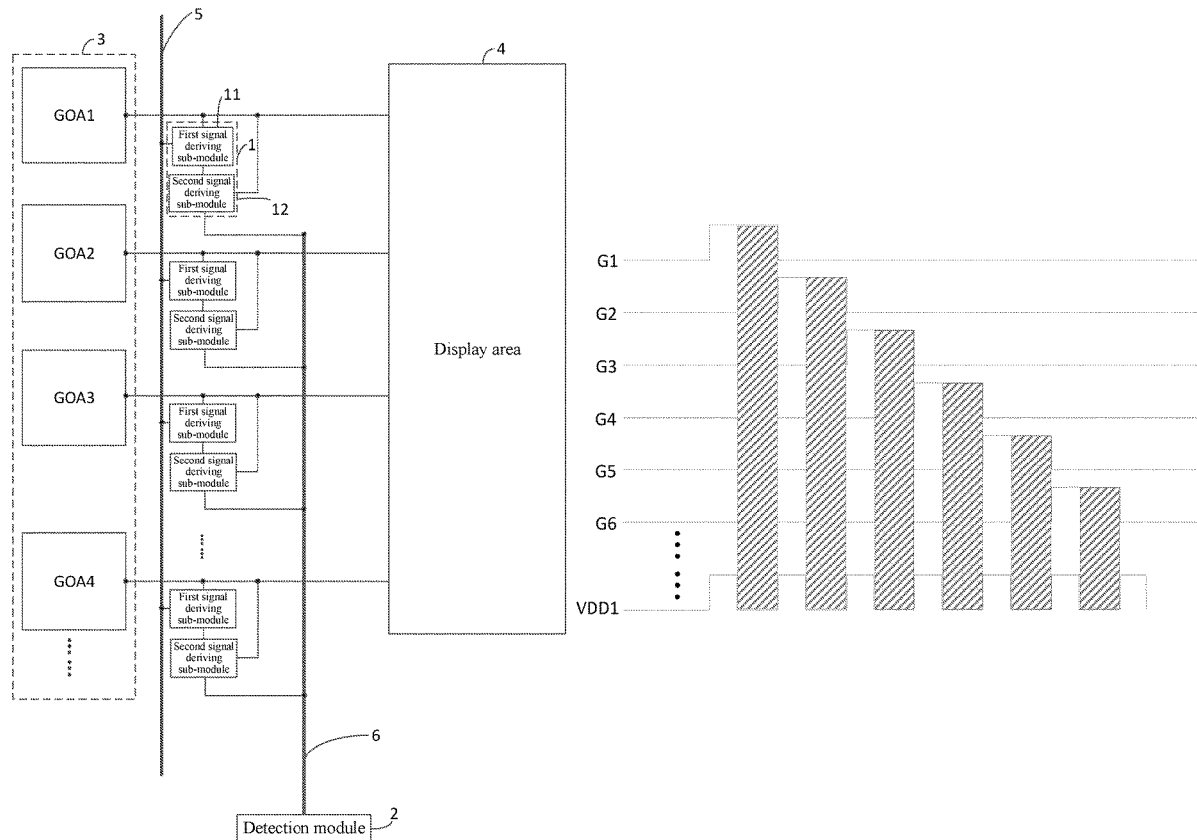 5
3
4
GOA1
11
First signal
deriving
sub-module
1
Second signal
deriving
sub-module
12
GOA2
First signal
deriving
sub-module
Second signal
deriving
sub-module
GOA3
First signal
deriving
sub-module
Second signal
deriving
sub-module
GOA4
First signal
deriving
sub-module
Second signal
deriving
sub-module
Display area
6
Detection module
2
G1
G2
G3
G4
G5
G6
VDD1